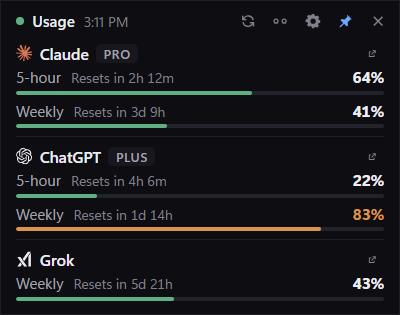 Usage 3:11 PM
Claude PRO
5-hour Resets in 2h 12m 64%
Weekly Resets in 3d 9h 41%
ChatGPT PLUS
5-hour Resets in 4h 6m 22%
Weekly Resets in 1d 14h 83%
Grok
Weekly Resets in 5d 21h 43%